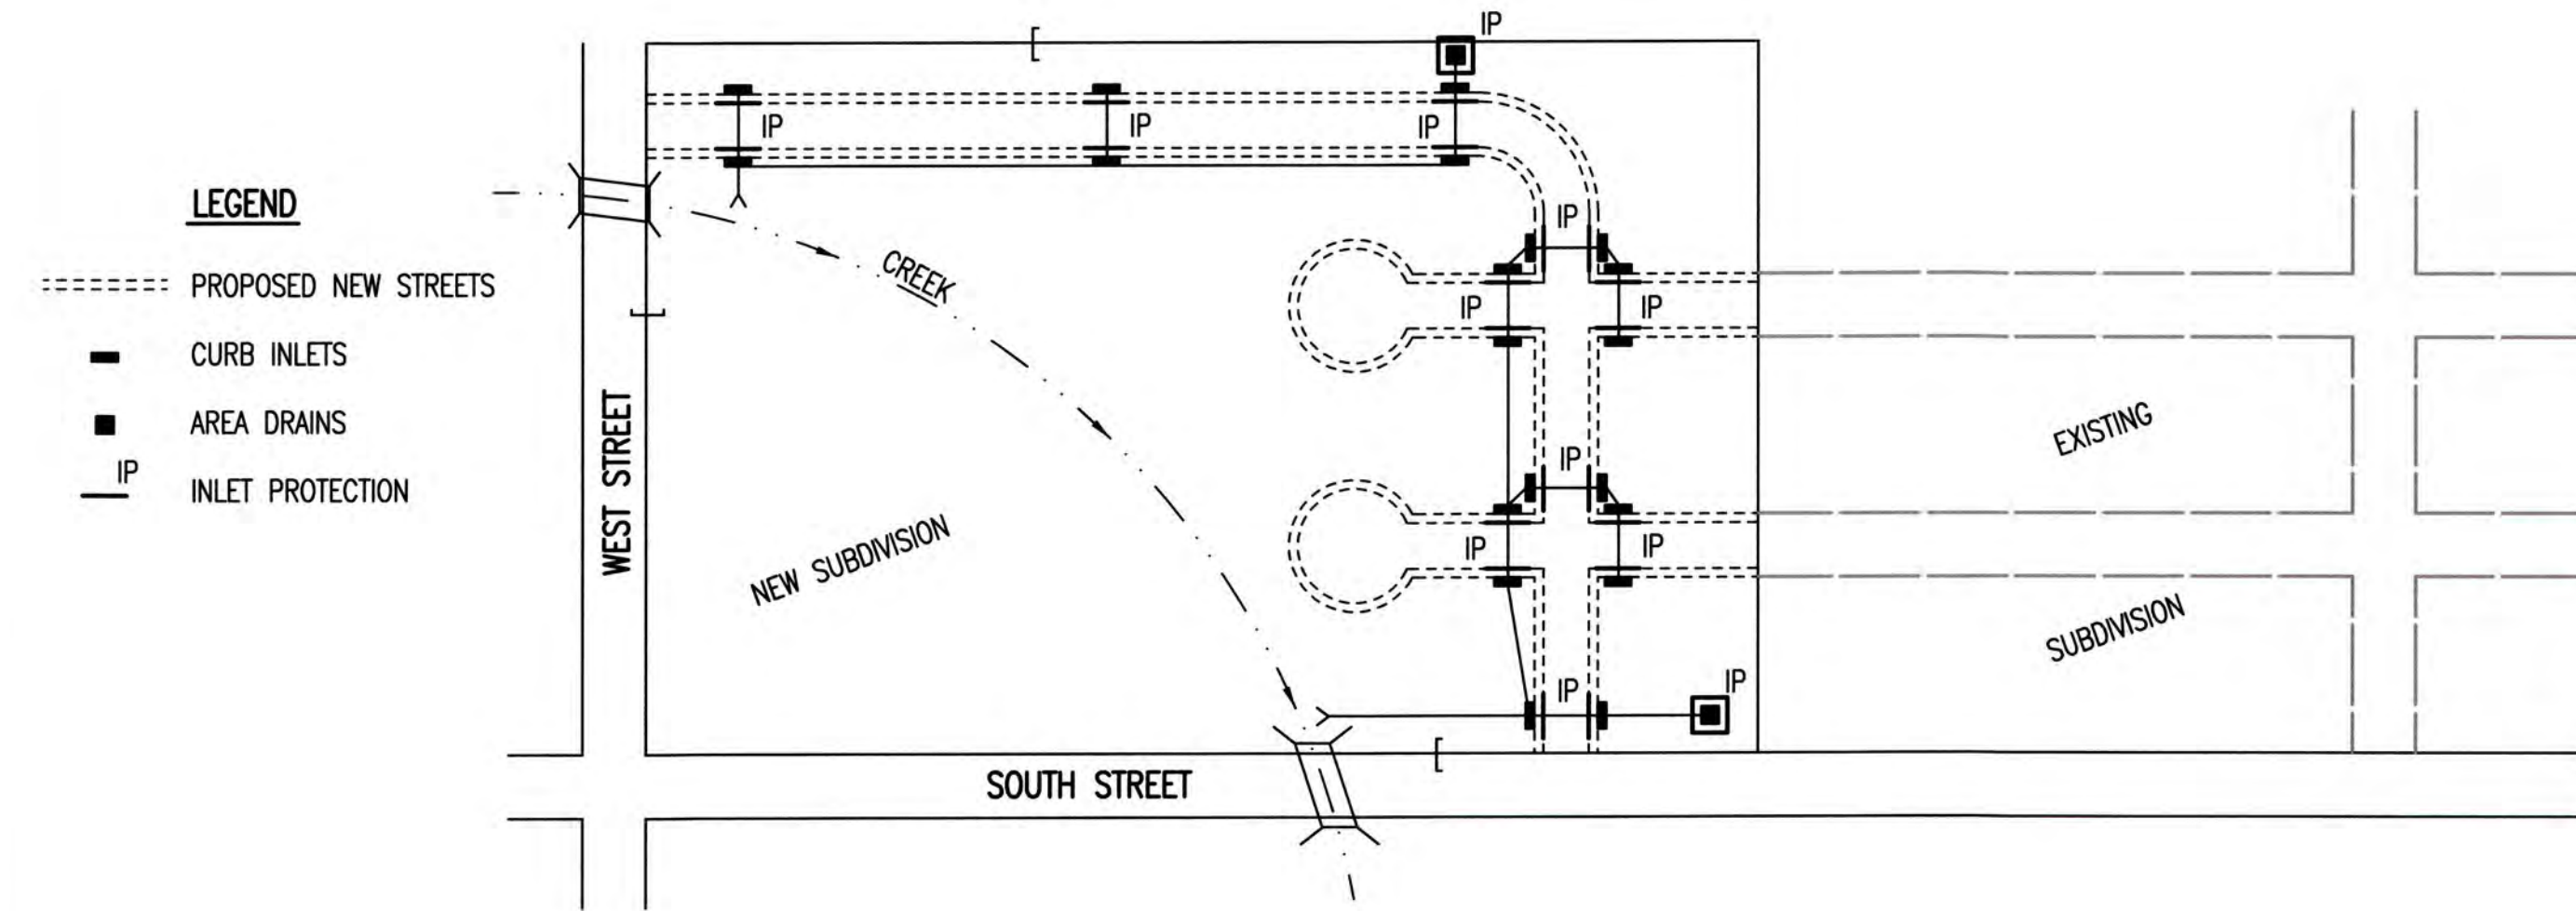 LEGEND
PROPOSED NEW STREETS
CURB INLETS
AREA DRAINS
IP
INLET PROTECTION
IP
IP
IP
IP
IP
IP
IP
CREEK
WEST STREET
NEW SUBDIVISION
EXISTING
SUBDIVISION
IP
IP
IP
IP
IP
SOUTH STREET